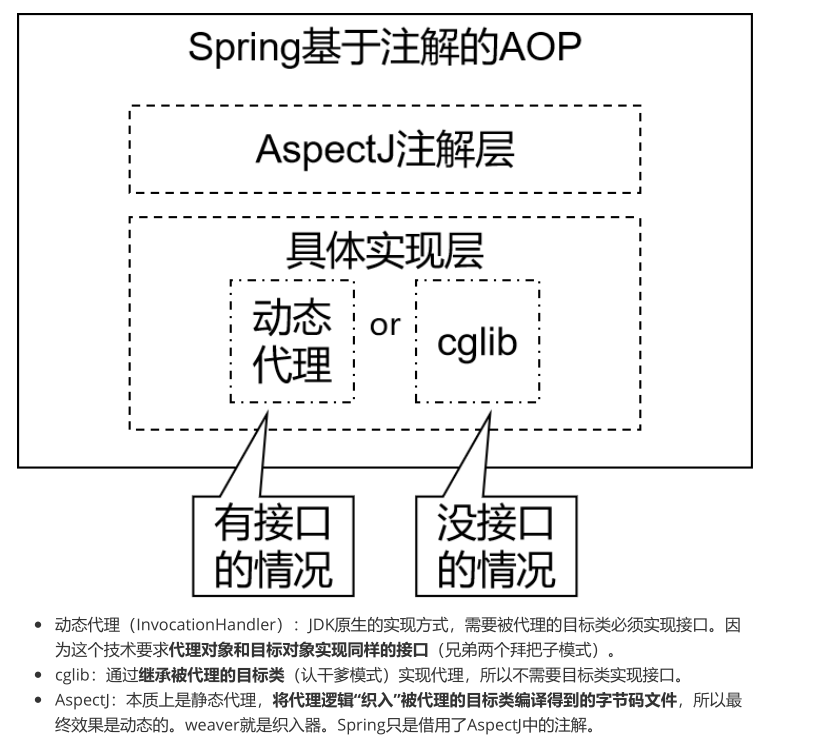 Spring基于注解的AOP
AspectJ注解层
具体实现层
动态
代理
or
cglib
有接口
的情况
没接口
的情况
动态代理（InvocationHandler）：JDK原生的实现方式，需要被代理的目标类必须实现接口。因
为这个技术要求代理对象和目标对象实现同样的接口（兄弟两个拜把子模式）。
cglib：通过继承被代理的目标类（认干爹模式）实现代理，所以不需要目标类实现接口。
AspectJ：本质上是静态代理，将代理逻辑“织入”被代理的目标类编译得到的字节码文件，所以最
终效果是动态的。weaver就是织入器。Spring只是借用了AspectJ中的注解。